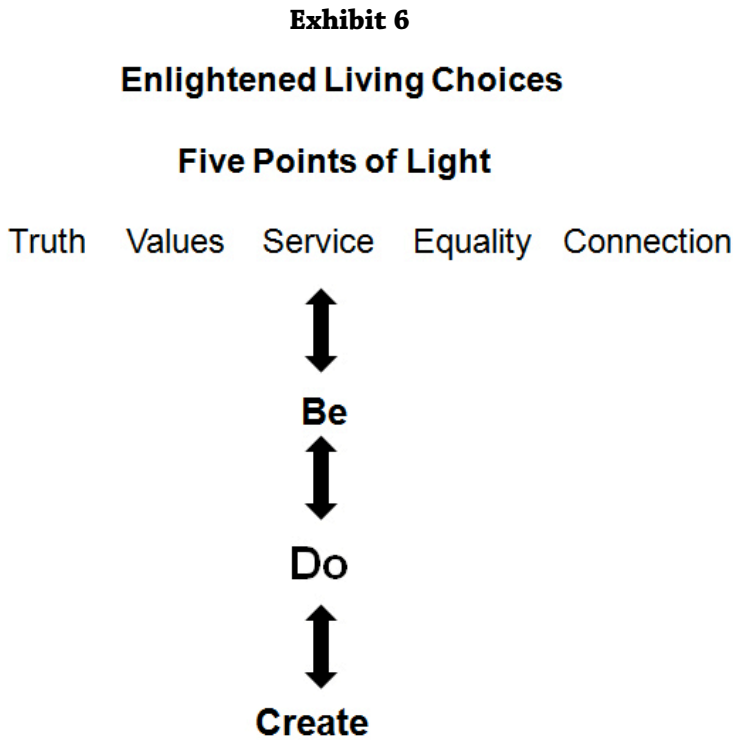 Exhibit 6
Enlightened Living Choices
Five Points of Light
Truth Values Service Equality Connection
Be
Do
Create